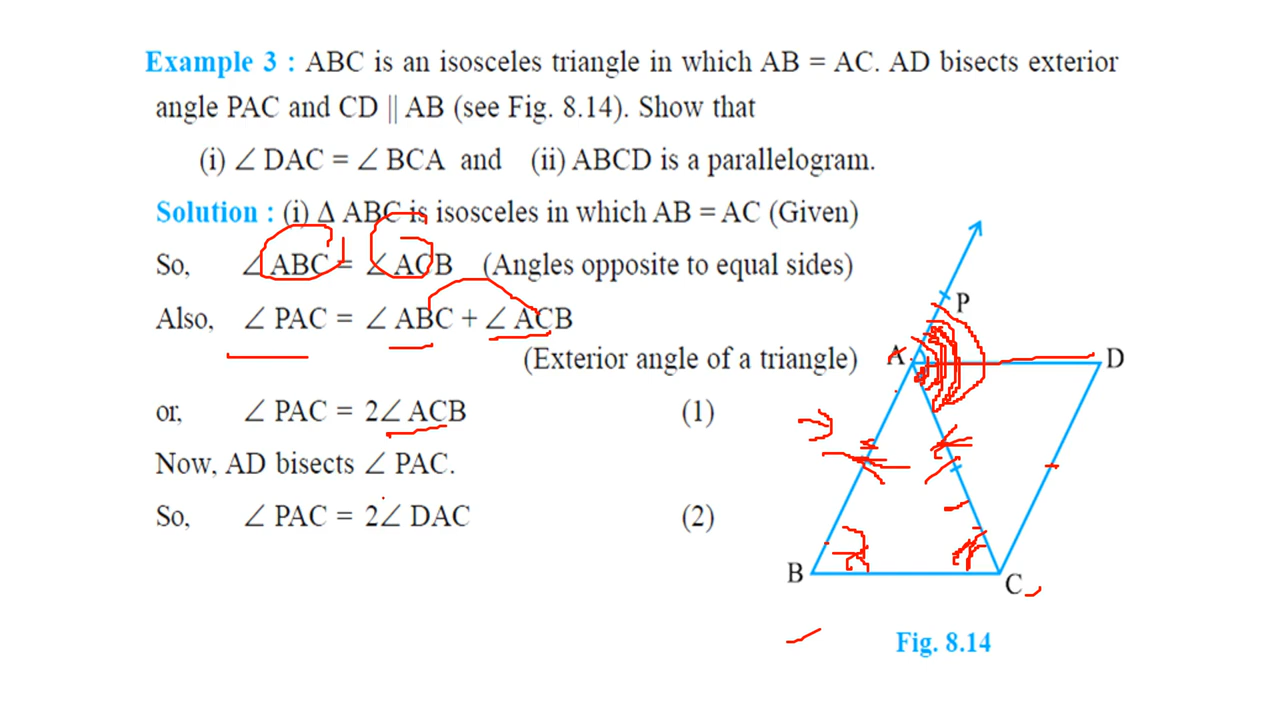 Example 3 : ABC is an isosceles triangle in which AB = AC. AD bisects exterior
angle PAC and CD || AB (see Fig. 8.14). Show that
(i) ∠ DAC = ∠ BCA and (ii) ABCD is a parallelogram.
Solution : (i) Δ ABC is isosceles in which AB = AC (Given)
So, ∠ ABC = ∠ ACB (Angles opposite to equal sides)
Also, ∠ PAC = ∠ ABC + ∠ ACB
(Exterior angle of a triangle)
or, ∠ PAC = 2∠ ACB (1)
Now, AD bisects ∠ PAC.
So, ∠ PAC = 2∠ DAC (2)
P
A
D
B
C
Fig. 8.14